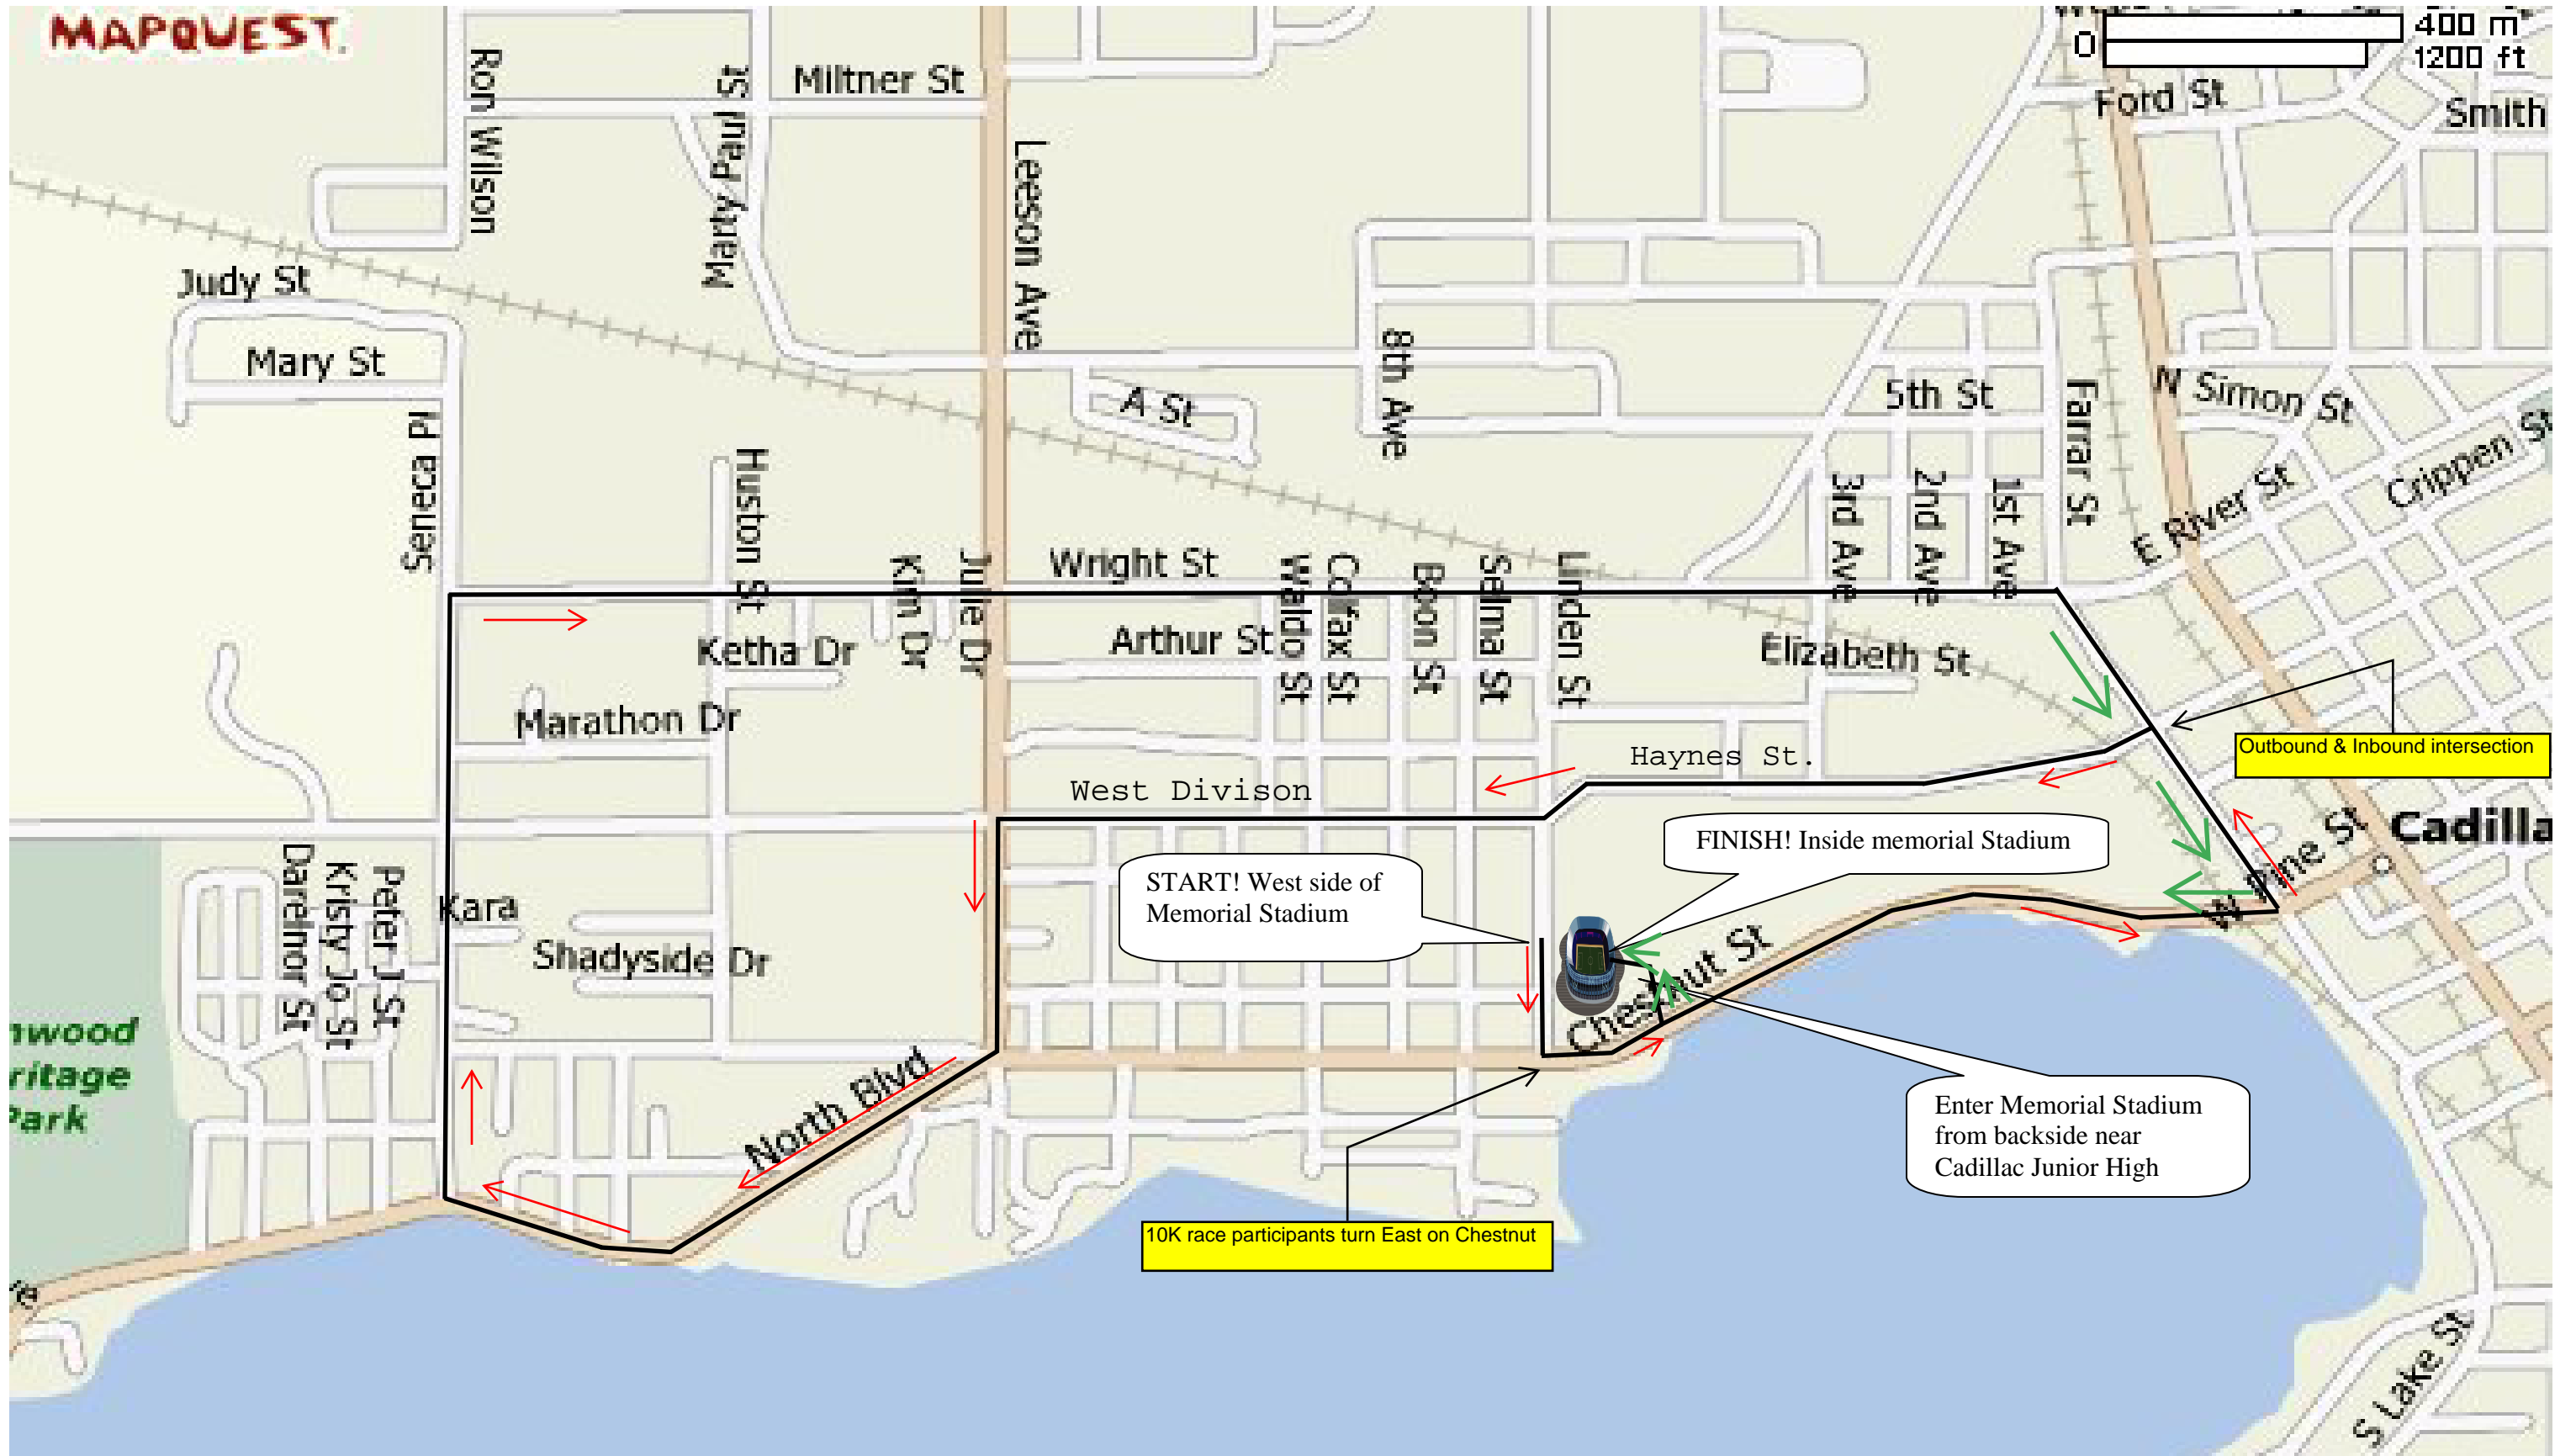 MAPQUEST.
400 m
0
1200 ft
Ron Wilson
Marty Paul St
Miltner St
Leeson Ave
Ford St
Smith
Judy St
Mary St
Seneca Pl
A St
8th Ave
5th St
Farrar St
N Simon St
Crippen St
E River St
Huston St
Kim Dr
Julie Dr
Wright St
Waldo St
Colfax St
Boon St
Selma St
Linden St
3rd Ave
2nd Ave
1st Ave
Ketha Dr
Arthur St
Elizabeth St
Marathon Dr
Haynes St.
Outbound & Inbound intersection
West Divison
Cadilla
FINISH! Inside memorial Stadium
START! West side of
Memorial Stadium
W Pine St
Darelnor St
Kristy Jo St
Peter J St
Kara
Shadyside Dr
Chestnut St
nwood
ritage
Park
North Blvd
Enter Memorial Stadium
from backside near
Cadillac Junior High
10K race participants turn East on Chestnut
S Lake St